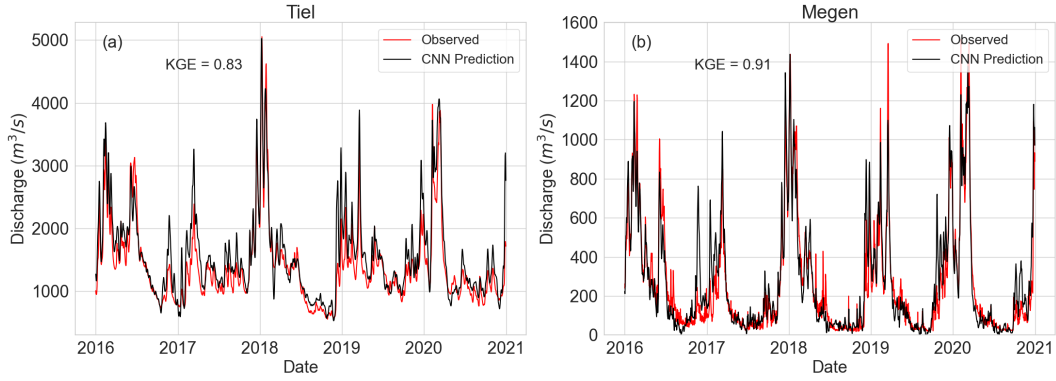 Tiel
(a)
KGE = 0.83
Observed
CNN Prediction
Discharge (m³/s)
5000
4000
3000
2000
1000
2016
2017
2018
2019
2020
2021
Date
Megen
(b)
KGE = 0.91
Observed
CNN Prediction
Discharge (m³/s)
1600
1400
1200
1000
800
600
400
200
0
2016
2017
2018
2019
2020
2021
Date